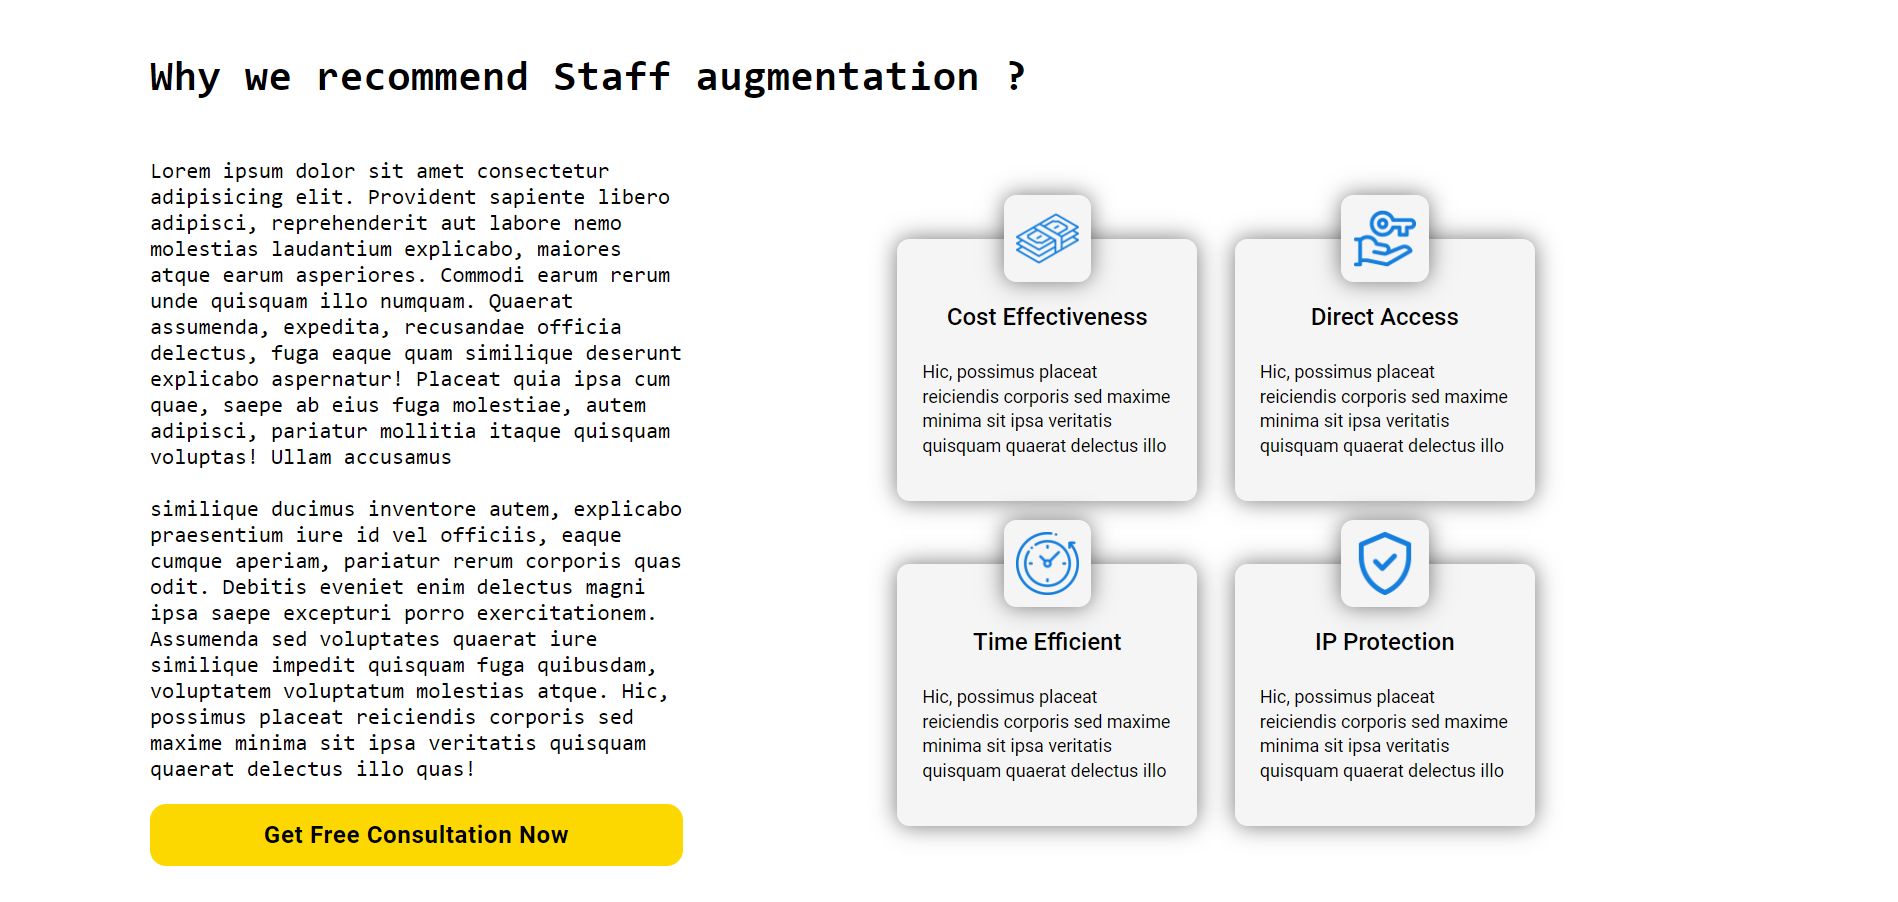 Why we recommend Staff augmentation ?
Lorem ipsum dolor sit amet consectetur
adipisicing elit. Provident sapiente libero
adipisci, reprehenderit aut labore nemo
molestias laudantium explicabo, maiores
atque earum asperiores. Commodi earum rerum
unde quisquam illo numquam. Quaerat
assumenda, expedita, recusandae officia
delectus, fuga eaque quam similique deserunt
explicabo aspernatur! Placeat quia ipsa cum
quae, saepe ab eius fuga molestiae, autem
adipisci, pariatur mollitia itaque quisquam
voluptas! Ullam accusamus
similique ducimus inventore autem, explicabo
praesentium iure id vel officiis, eaque
cumque aperiam, pariatur rerum corporis quas
odit. Debitis eveniet enim delectus magni
ipsa saepe excepturi porro exercitationem.
Assumenda sed voluptates quaerat iure
similique impedit quisquam fuga quibusdam,
voluptatem voluptatum molestias atque. Hic,
possimus placeat reiciendis corporis sed
maxime minima sit ipsa veritatis quisquam
quaerat delectus illo quas!
Get Free Consultation Now
Cost Effectiveness
Hic, possimus placeat
reiciendis corporis sed maxime
minima sit ipsa veritatis
quisquam quaerat delectus illo
Direct Access
Hic, possimus placeat
reiciendis corporis sed maxime
minima sit ipsa veritatis
quisquam quaerat delectus illo
Time Efficient
Hic, possimus placeat
reiciendis corporis sed maxime
minima sit ipsa veritatis
quisquam quaerat delectus illo
IP Protection
Hic, possimus placeat
reiciendis corporis sed maxime
minima sit ipsa veritatis
quisquam quaerat delectus illo